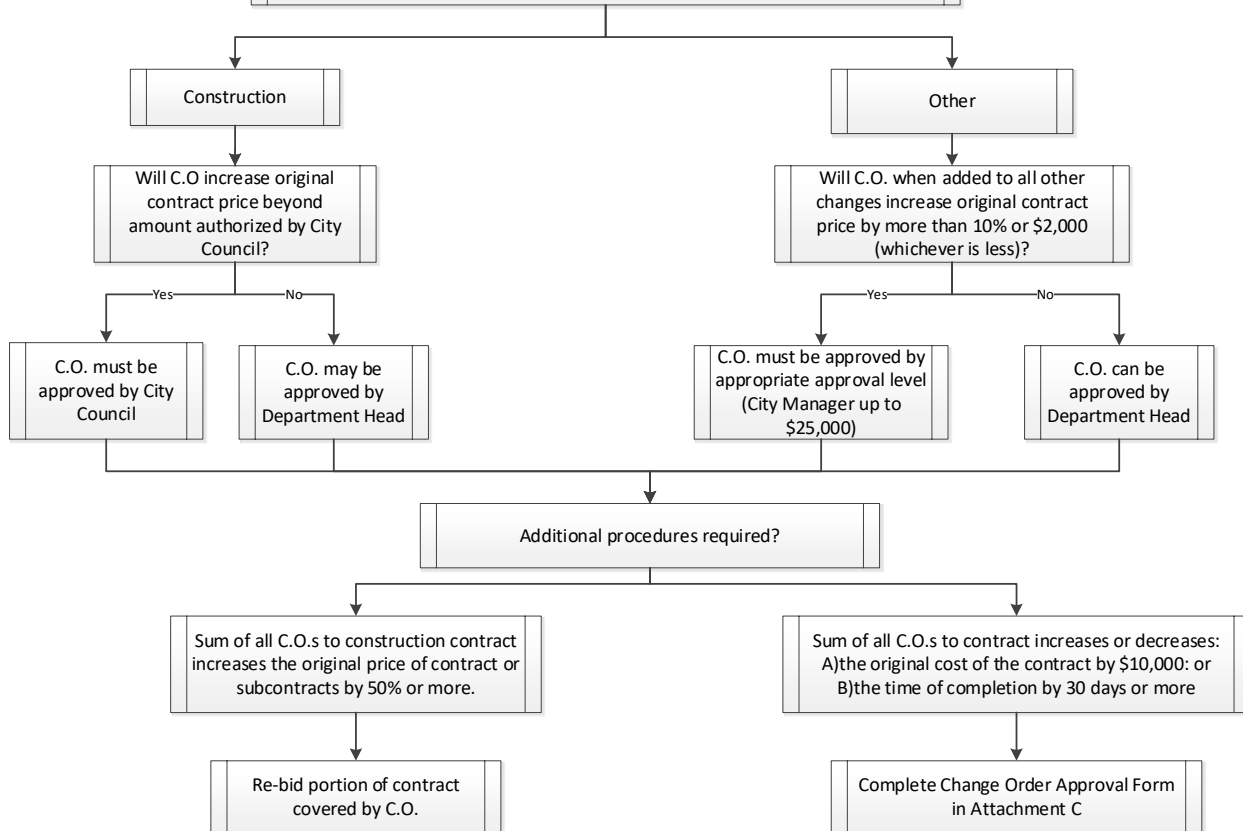 Construction
Other
Will C.O increase original
contract price beyond
amount authorized by City
Council?
Will C.O. when added to all other
changes increase original contract
price by more than 10% or $2,000
(whichever is less)?
Yes
No
Yes
No
C.O. must be
approved by City
Council
C.O. may be
approved by
Department Head
C.O. must be approved by
appropriate approval level
(City Manager up to
$25,000)
C.O. can be
approved by
Department Head
Additional procedures required?
Sum of all C.O.s to construction contract
increases the original price of contract or
subcontracts by 50% or more.
Sum of all C.O.s to contract increases or decreases:
A)the original cost of the contract by $10,000: or
B)the time of completion by 30 days or more
Re-bid portion of contract
covered by C.O.
Complete Change Order Approval Form
in Attachment C